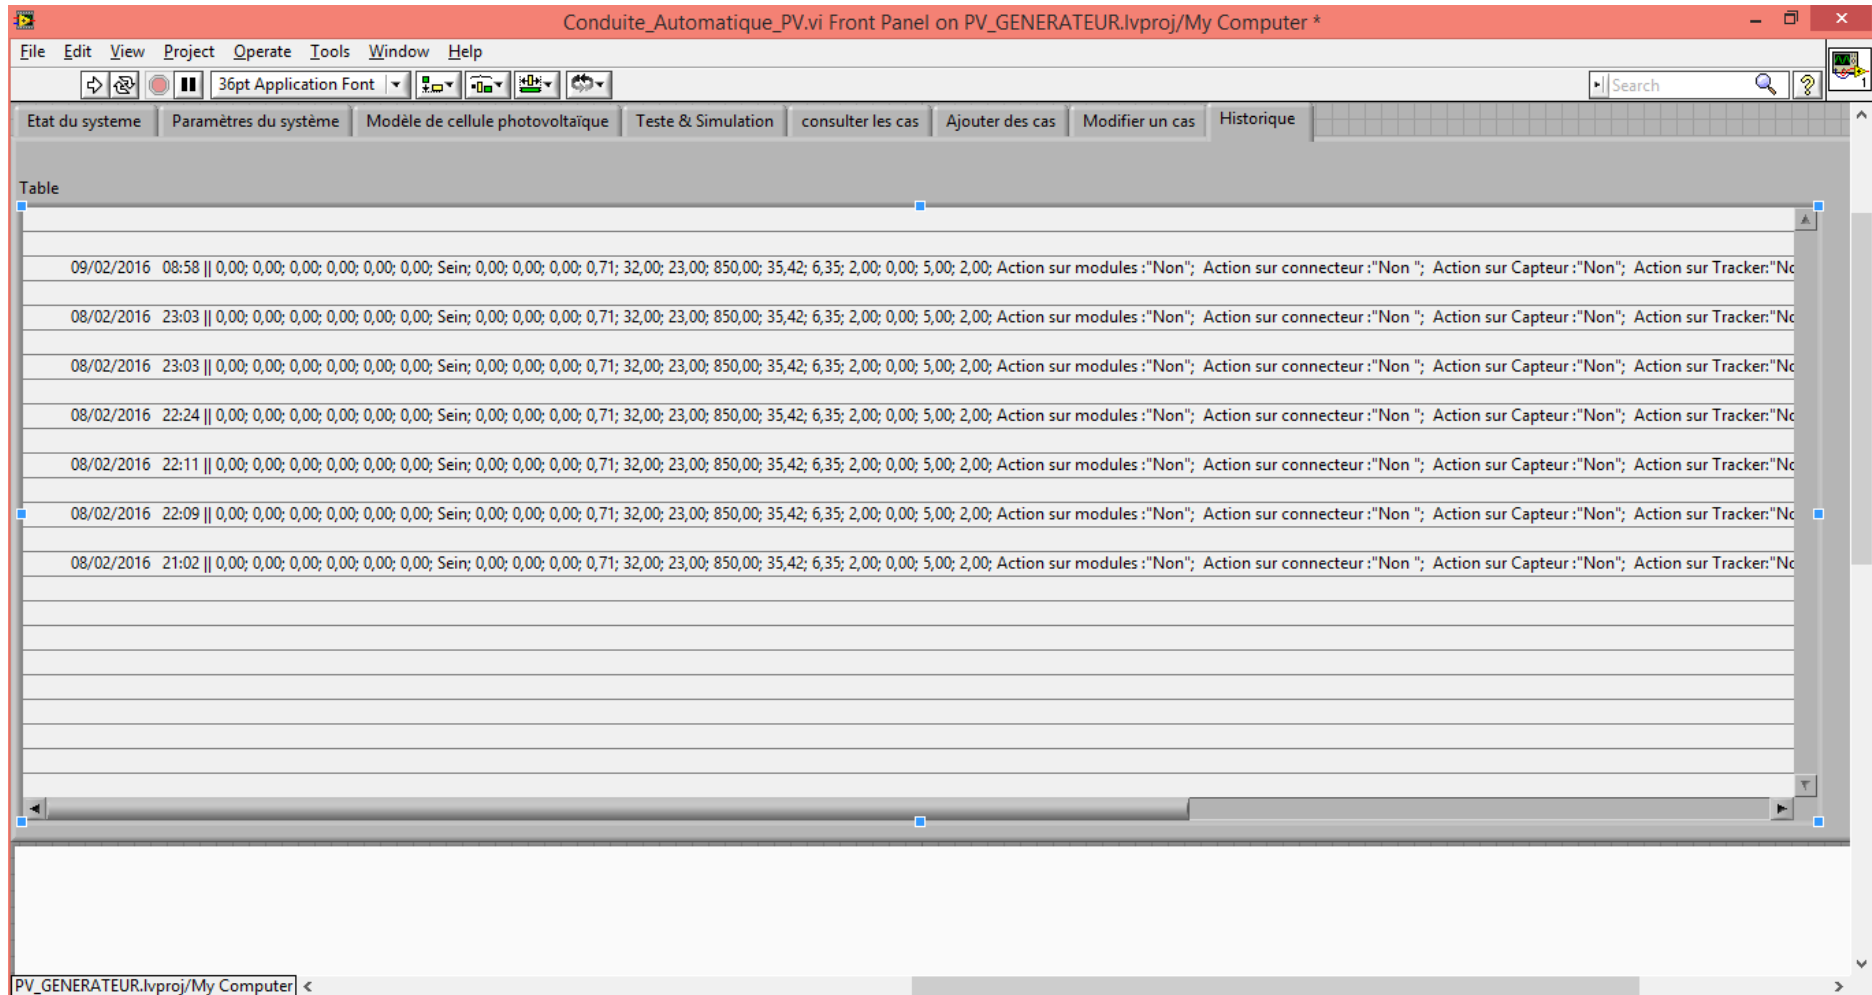 Conduite_Automatique_PV.vi Front Panel on PV_GENERATEUR.lvproj/My Computer *
File Edit View Project Operate Tools Window Help
36pt Application Font Search
Etat du systeme Paramètres du système Modèle de cellule photovoltaïque Teste & Simulation consulter les cas Ajouter des cas Modifier un cas Historique
Table
09/02/2016 08:58 || 0,00; 0,00; 0,00; 0,00; 0,00; 0,00; Sein; 0,00; 0,00; 0,00; 0,71; 32,00; 23,00; 850,00; 35,42; 6,35; 2,00; 0,00; 5,00; 2,00; Action sur modules :"Non"; Action sur connecteur :"Non "; Action sur Capteur :"Non"; Action sur Tracker:"No
08/02/2016 23:03 || 0,00; 0,00; 0,00; 0,00; 0,00; 0,00; Sein; 0,00; 0,00; 0,00; 0,71; 32,00; 23,00; 850,00; 35,42; 6,35; 2,00; 0,00; 5,00; 2,00; Action sur modules :"Non"; Action sur connecteur :"Non "; Action sur Capteur :"Non"; Action sur Tracker:"No
08/02/2016 23:03 || 0,00; 0,00; 0,00; 0,00; 0,00; 0,00; Sein; 0,00; 0,00; 0,00; 0,71; 32,00; 23,00; 850,00; 35,42; 6,35; 2,00; 0,00; 5,00; 2,00; Action sur modules :"Non"; Action sur connecteur :"Non "; Action sur Capteur :"Non"; Action sur Tracker:"No
08/02/2016 22:24 || 0,00; 0,00; 0,00; 0,00; 0,00; 0,00; Sein; 0,00; 0,00; 0,00; 0,71; 32,00; 23,00; 850,00; 35,42; 6,35; 2,00; 0,00; 5,00; 2,00; Action sur modules :"Non"; Action sur connecteur :"Non "; Action sur Capteur :"Non"; Action sur Tracker:"No
08/02/2016 22:11 || 0,00; 0,00; 0,00; 0,00; 0,00; 0,00; Sein; 0,00; 0,00; 0,00; 0,71; 32,00; 23,00; 850,00; 35,42; 6,35; 2,00; 0,00; 5,00; 2,00; Action sur modules :"Non"; Action sur connecteur :"Non "; Action sur Capteur :"Non"; Action sur Tracker:"No
08/02/2016 22:09 || 0,00; 0,00; 0,00; 0,00; 0,00; 0,00; Sein; 0,00; 0,00; 0,00; 0,71; 32,00; 23,00; 850,00; 35,42; 6,35; 2,00; 0,00; 5,00; 2,00; Action sur modules :"Non"; Action sur connecteur :"Non "; Action sur Capteur :"Non"; Action sur Tracker:"No
08/02/2016 21:02 || 0,00; 0,00; 0,00; 0,00; 0,00; 0,00; Sein; 0,00; 0,00; 0,00; 0,71; 32,00; 23,00; 850,00; 35,42; 6,35; 2,00; 0,00; 5,00; 2,00; Action sur modules :"Non"; Action sur connecteur :"Non "; Action sur Capteur :"Non"; Action sur Tracker:"No
PV_GENERATEUR.lvproj/My Computer